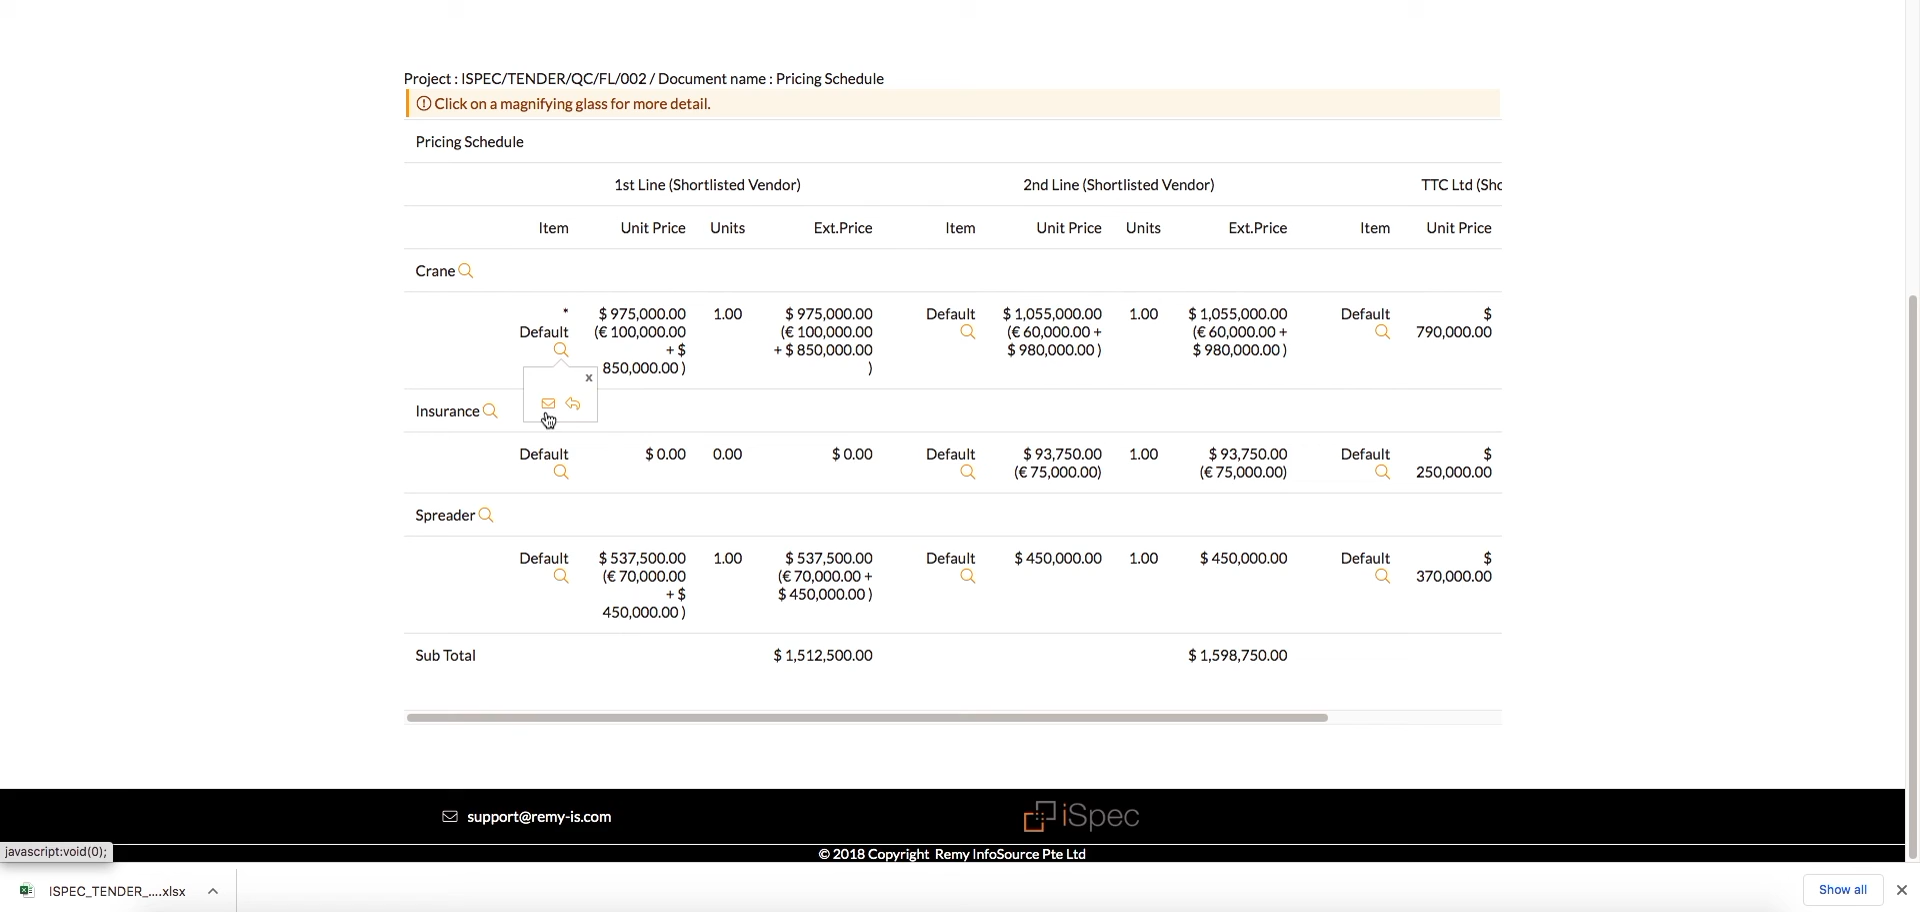 Project : ISPEC/TENDER/QC/FL/002 / Document name : Pricing Schedule
Click on a magnifying glass for more detail.
Pricing Schedule
1st Line (Shortlisted Vendor) 2nd Line (Shortlisted Vendor) TTC Ltd (Sho
Item Unit Price Units Ext.Price Item Unit Price Units Ext.Price Item Unit Price
Crane
* $ 975,000.00 1.00 $ 975,000.00 Default $ 1,055,000.00 1.00 $ 1,055,000.00 Default $
Default (€ 100,000.00 (€ 100,000.00 (€ 60,000.00 + (€ 60,000.00 + 790,000.00
+ $ + $ 850,000.00 $ 980,000.00 ) $ 980,000.00 )
850,000.00 ) )
x
Insurance
Default $ 0.00 0.00 $ 0.00 Default $ 93,750.00 1.00 $ 93,750.00 Default $
(€ 75,000.00) (€ 75,000.00) 250,000.00
Spreader
Default $ 537,500.00 1.00 $ 537,500.00 Default $ 450,000.00 1.00 $ 450,000.00 Default $
(€ 70,000.00 (€ 70,000.00 + 370,000.00
+ $ $ 450,000.00 )
450,000.00 )
Sub Total $ 1,512,500.00 $ 1,598,750.00
support@remy-is.com iSpec
javascript:void(0);
© 2018 Copyright Remy InfoSource Pte Ltd
ISPEC_TENDER_....xlsx Show all